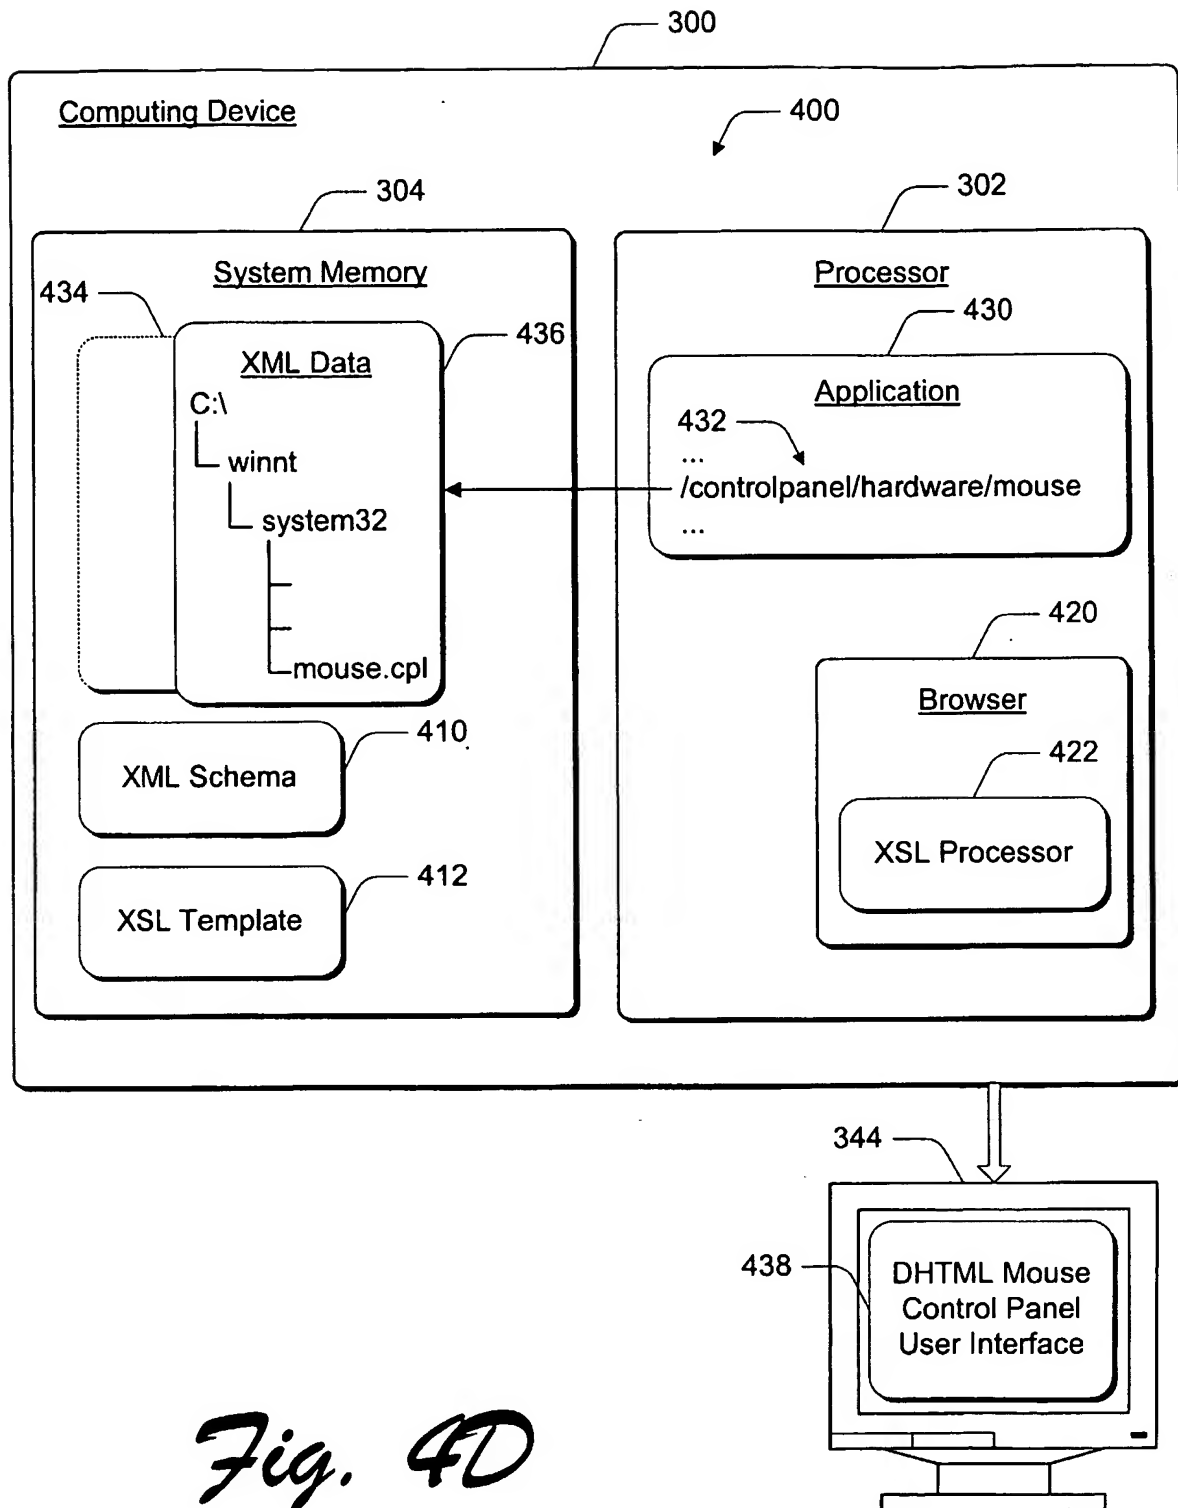 300
Computing Device
400
304
302
System Memory
Processor
434
436
430
XML Data
Application
C:\
432
winnt
...
/controlpanel/hardware/mouse
system32
...
mouse.cpl
420
Browser
410
XML Schema
422
XSL Processor
412
XSL Template
344
438
DHTML Mouse
Control Panel
User Interface
Fig. 4D